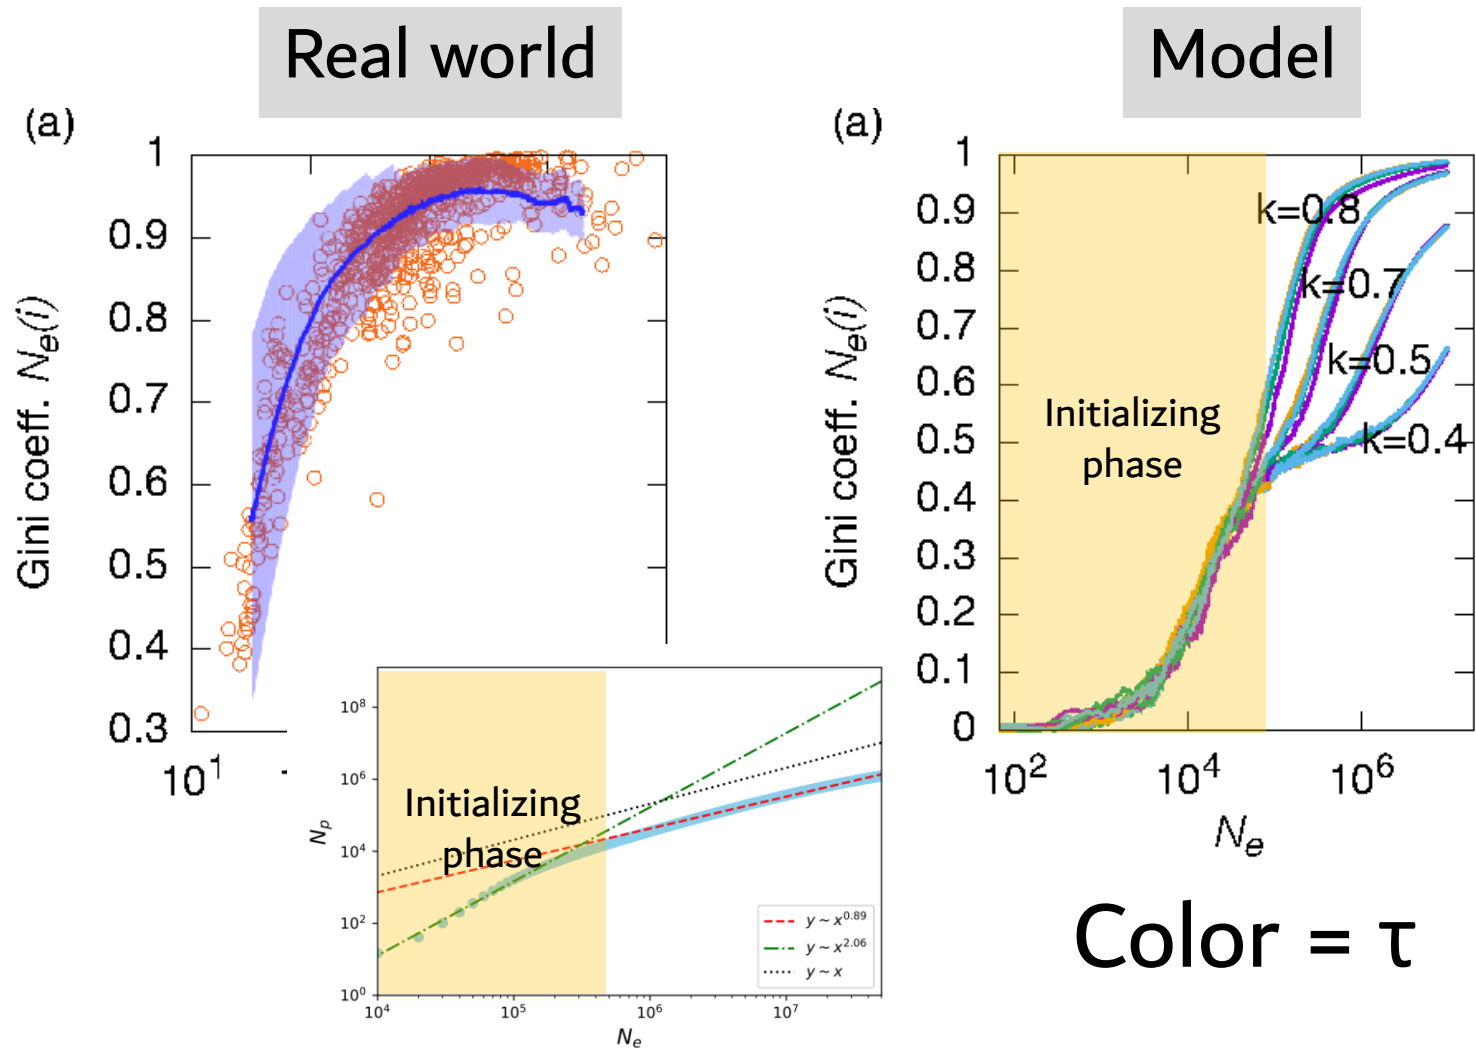 Real world
Model
(a)
1
0.9
0.8
0.7
0.6
0.5
0.4
0.3
10¹
Gini coeff. Nₑ(i)
(a)
1
0.9
0.8
0.7
0.6
0.5
0.4
0.3
0.2
0.1
0
10² 10⁴ 10⁶
Nₑ
Gini coeff. Nₑ(i)
k=0.8
k=0.7
k=0.5
k=0.4
Initializing
phase
10⁸
10⁶
10⁴
10²
10⁰
Nₚ
Initializing
phase
y ~ x^0.89
y ~ x^2.06
y ~ x
10⁴ 10⁵ 10⁶ 10⁷
Nₑ
Color = τ